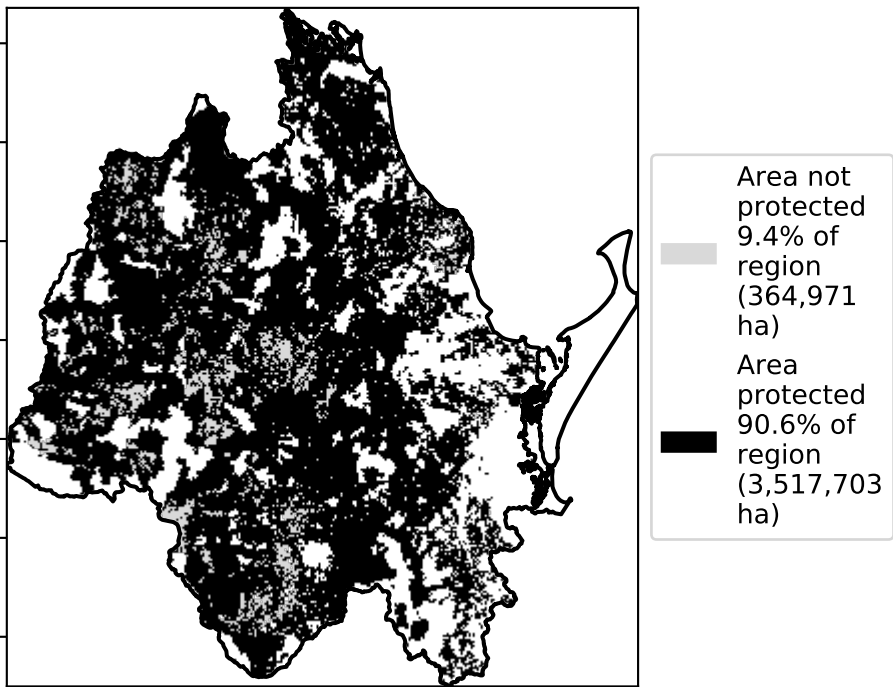 Area not
protected
9.4% of
region
(364,971
ha)
Area
protected
90.6% of
region
(3,517,703
ha)